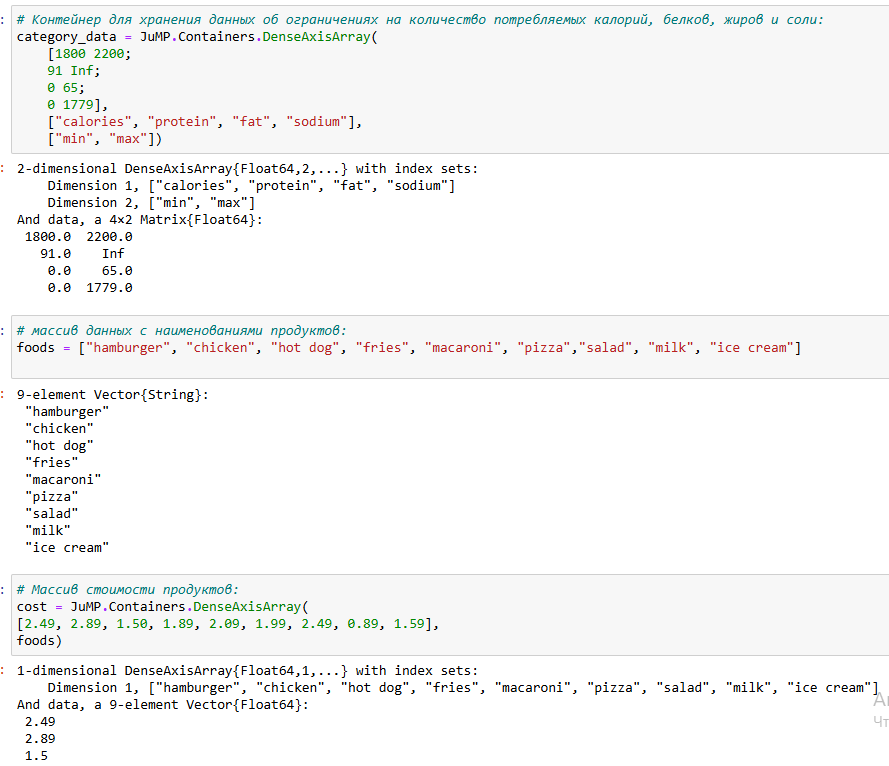 # Контейнер для хранения данных об ограничениях на количество потребляемых калорий, белков, жиров и соли:
category_data = JuMP.Containers.DenseAxisArray(
    [1800 2200;
    91 Inf;
    0 65;
    0 1779],
    ["calories", "protein", "fat", "sodium"],
    ["min", "max"])
2-dimensional DenseAxisArray{Float64,2,...} with index sets:
    Dimension 1, ["calories", "protein", "fat", "sodium"]
    Dimension 2, ["min", "max"]
And data, a 4×2 Matrix{Float64}:
 1800.0  2200.0
   91.0    Inf
    0.0    65.0
    0.0  1779.0
# массив данных с наименованиями продуктов:
foods = ["hamburger", "chicken", "hot dog", "fries", "macaroni", "pizza","salad", "milk", "ice cream"]
9-element Vector{String}:
 "hamburger"
 "chicken"
 "hot dog"
 "fries"
 "macaroni"
 "pizza"
 "salad"
 "milk"
 "ice cream"
# Массив стоимости продуктов:
cost = JuMP.Containers.DenseAxisArray(
[2.49, 2.89, 1.50, 1.89, 2.09, 1.99, 2.49, 0.89, 1.59],
foods)
1-dimensional DenseAxisArray{Float64,1,...} with index sets:
    Dimension 1, ["hamburger", "chicken", "hot dog", "fries", "macaroni", "pizza", "salad", "milk", "ice cream"]
And data, a 9-element Vector{Float64}:
 2.49
 2.89
 1.5